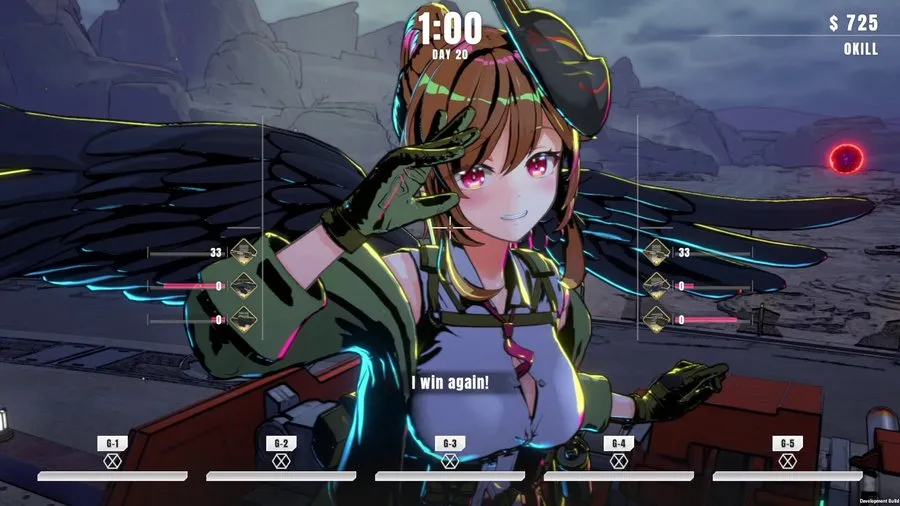 1:00
DAY 20
$ 725
0KILL
33
0
0
33
0
0
I win again!
G-1
G-2
G-3
G-4
G-5
Development Build